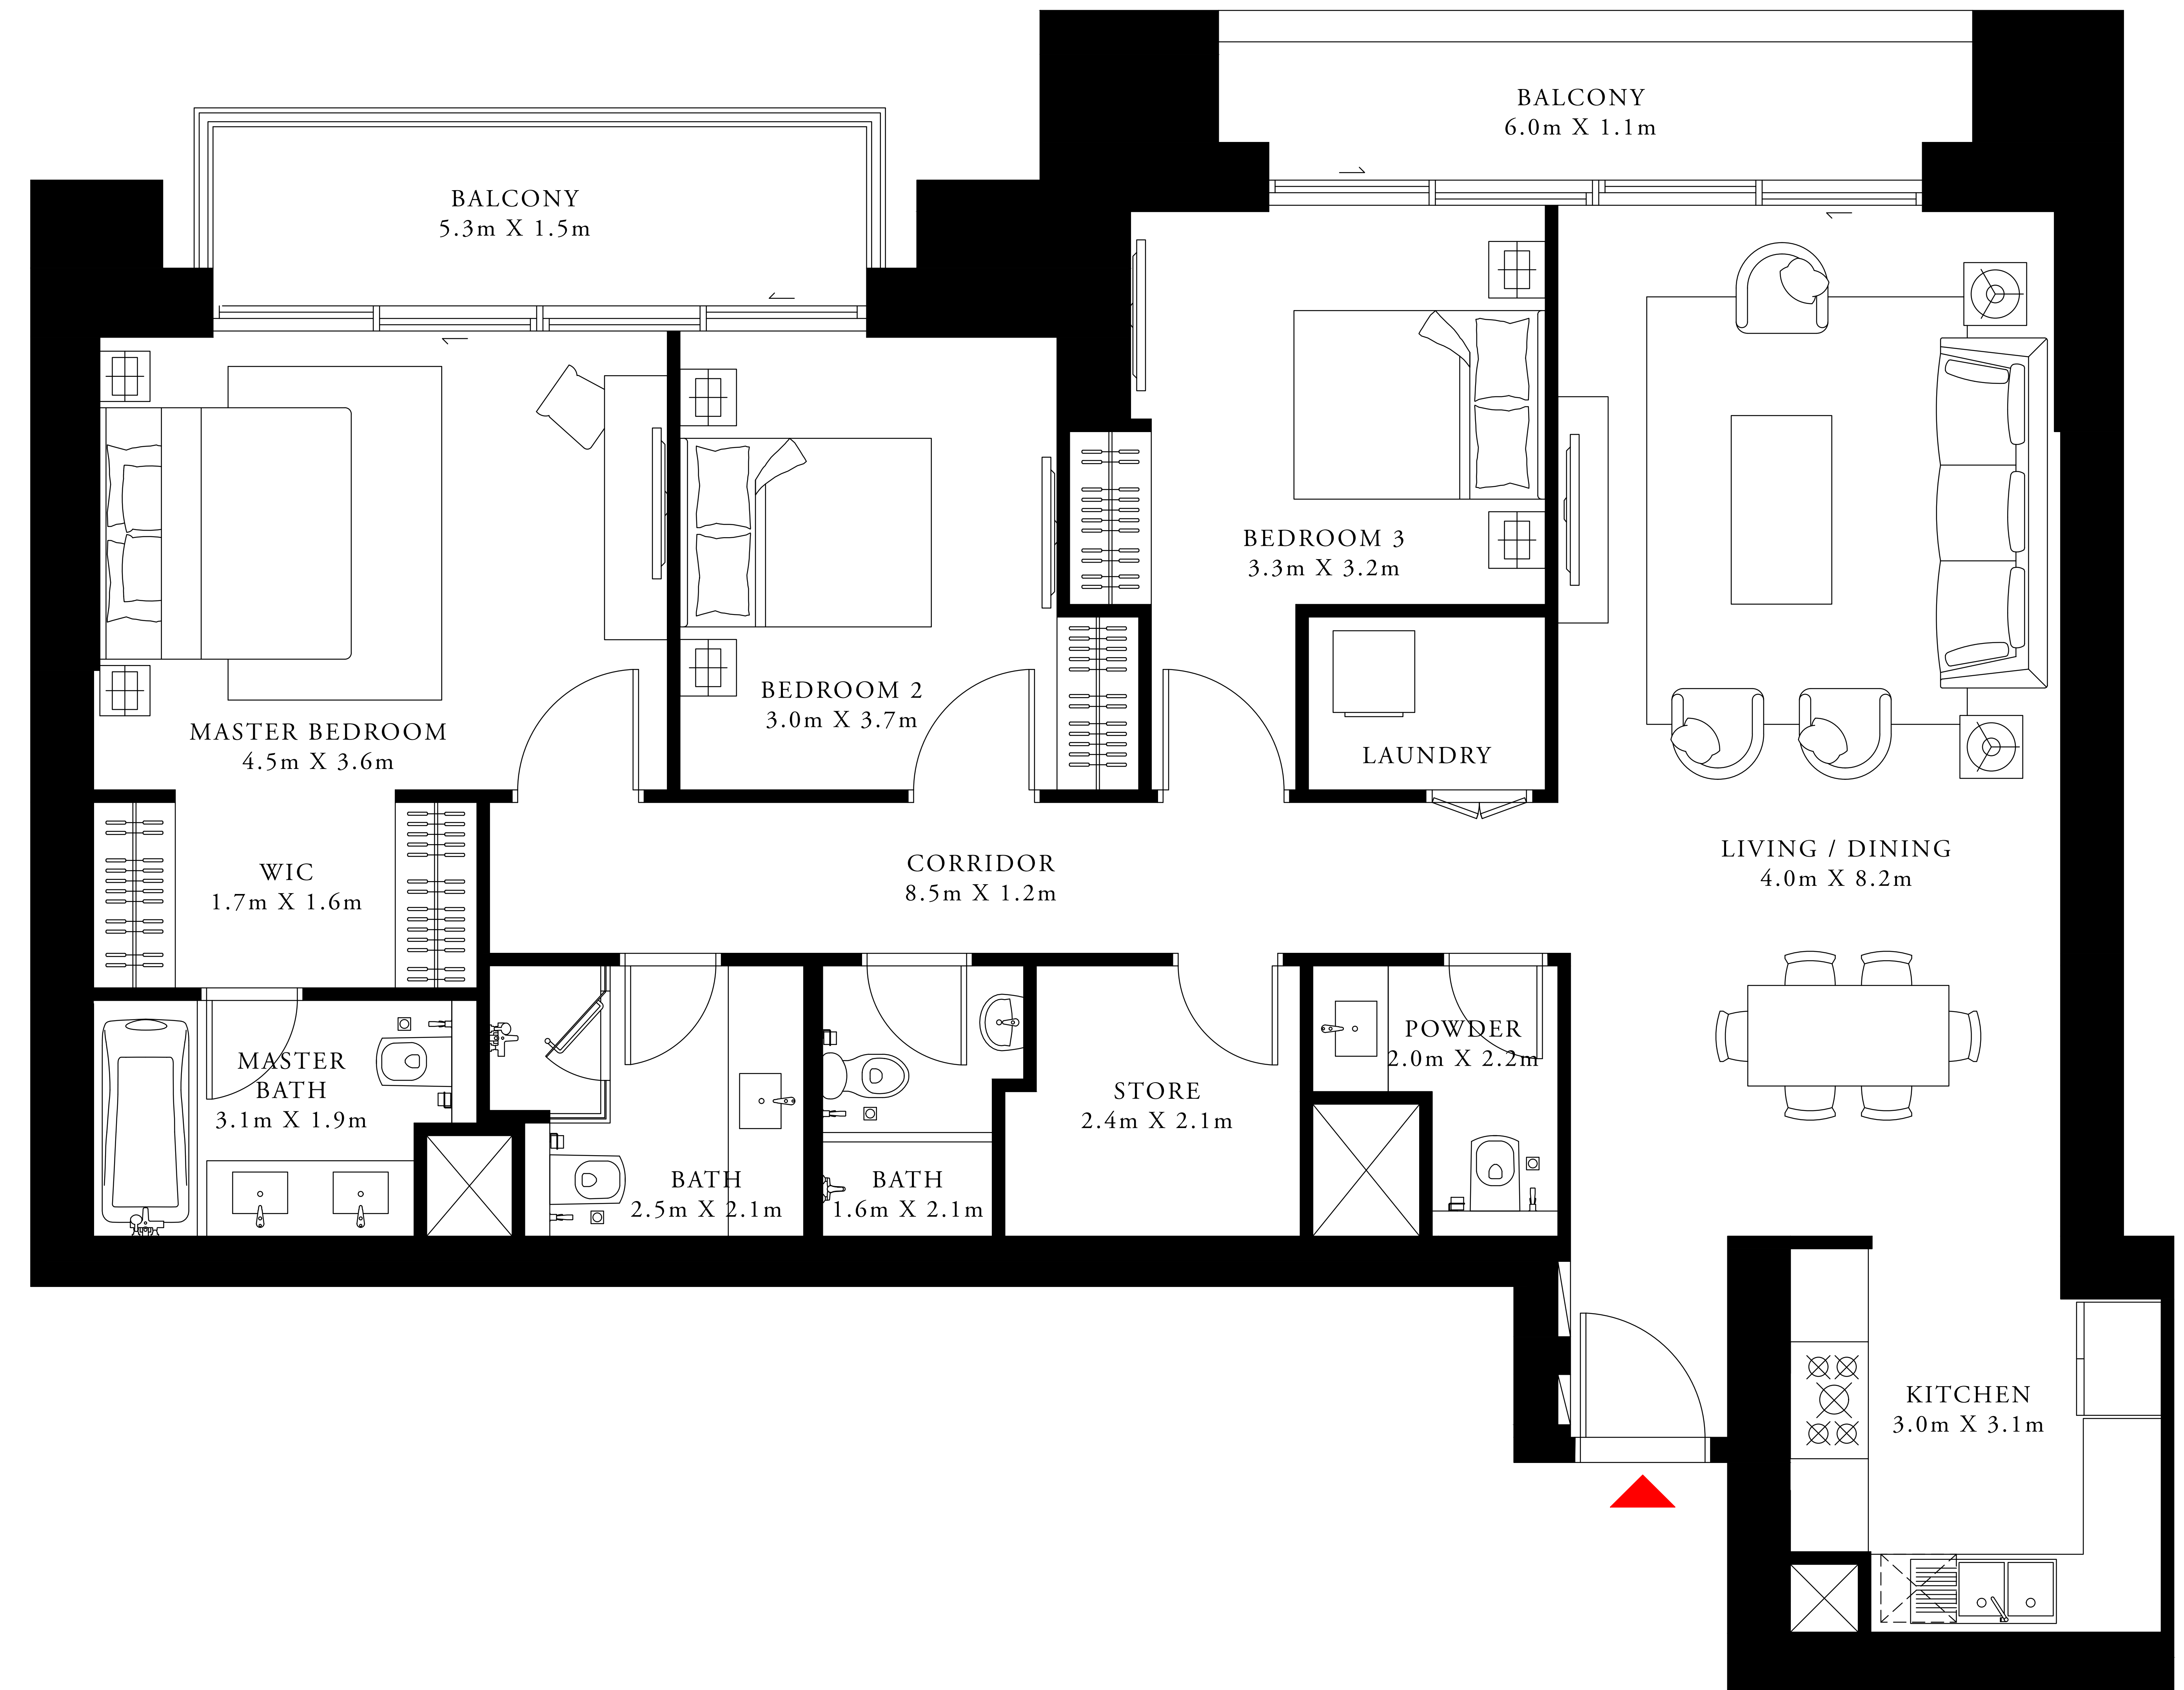 BALCONY
6.0m X 1.1m
BALCONY
5.3m X 1.5m
BEDROOM 3
3.3m X 3.2m
BEDROOM 2
3.0m X 3.7m
MASTER BEDROOM
4.5m X 3.6m
LAUNDRY
LIVING / DINING
4.0m X 8.2m
CORRIDOR
8.5m X 1.2m
WIC
1.7m X 1.6m
POWDER
2.0m X 2.2m
MASTER
BATH
3.1m X 1.9m
STORE
2.4m X 2.1m
BATH
2.5m X 2.1m
BATH
1.6m X 2.1m
KITCHEN
3.0m X 3.1m